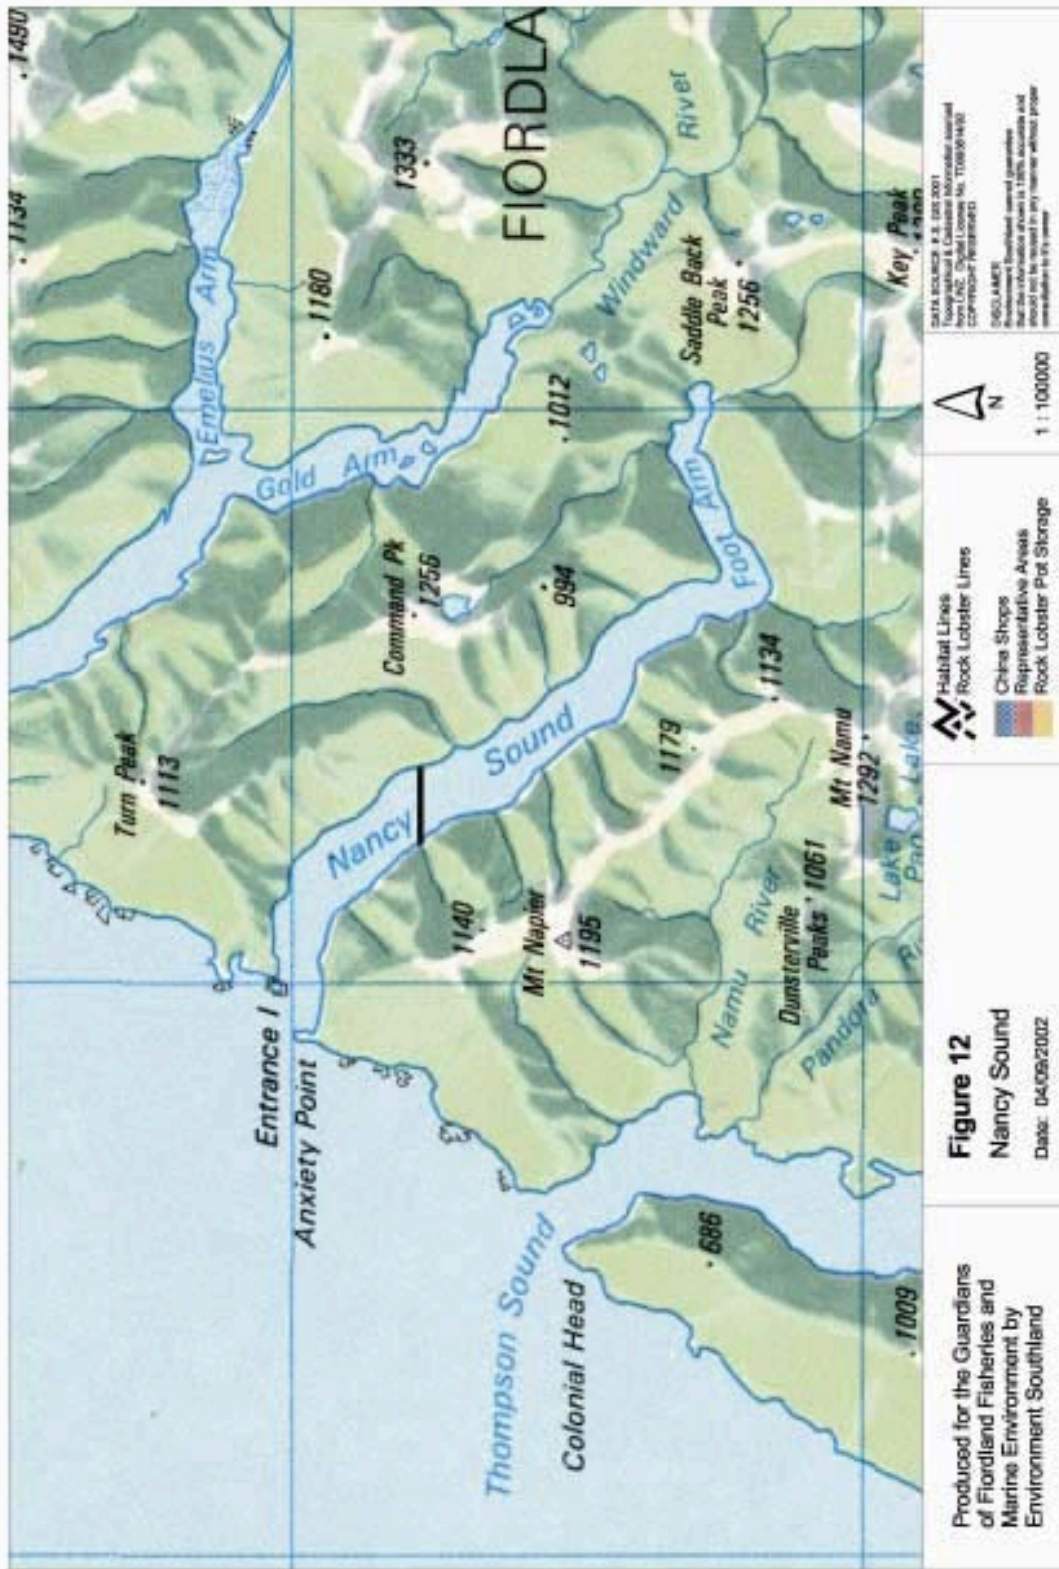 1490
1134
Emelius Arm
1333
1180
FIORDLA
River
Windward
Gold Arm
1012
Saddle Back
Peak
1256
Key Peak
Turn Peak
1113
Command Pk
1256
994
Foot Arm
Nancy Sound
1134
1179
Mt Namu
1292
1140
Mt Napier
1195
Namu River
Dunsterville
Peaks 1061
Lake
Lake
Pandora
Entrance I
Anxiety Point
Thompson Sound
Colonial Head
686
1009
Produced for the Guardians
of Fiordland Fisheries and
Marine Environment by
Environment Southland
Figure 12
Nancy Sound
Date: 04/09/2002
Habitat Lines
Rock Lobster Lines
China Shops
Representative Areas
Rock Lobster Pot Storage
N
1 : 100000
COPYRIGHT RESERVED
DISCLAIMER